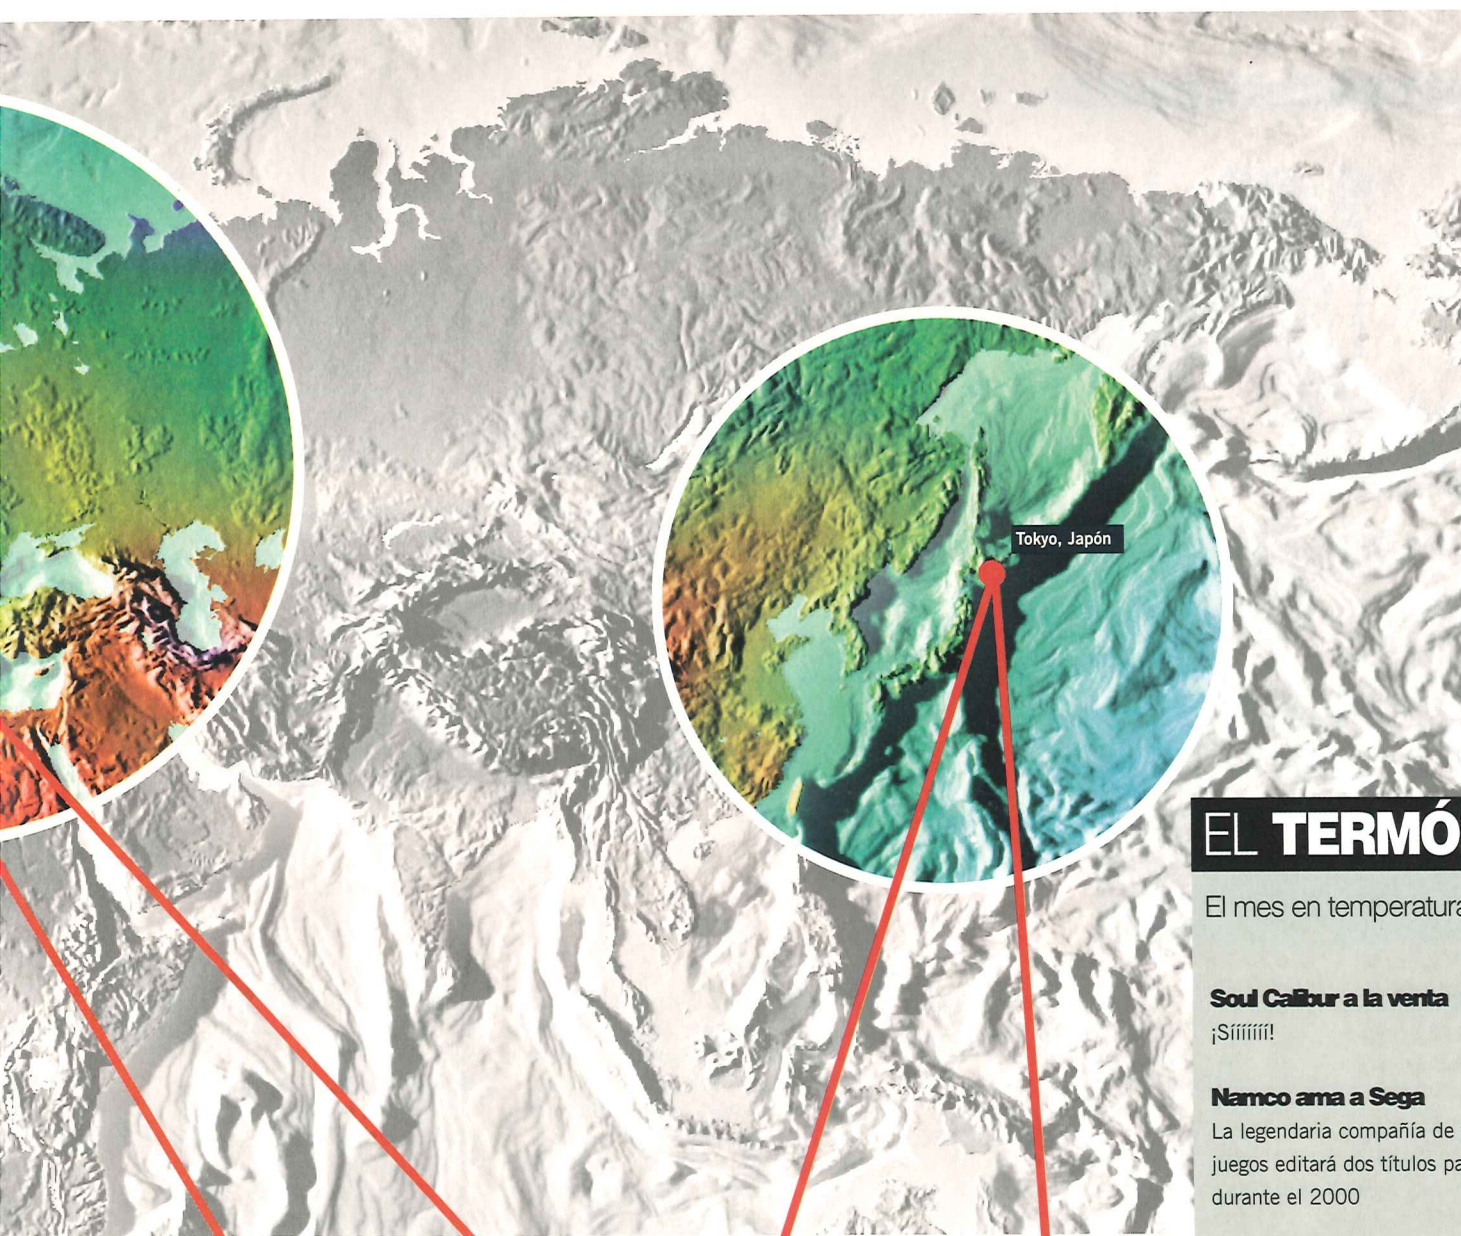 Tokyo, Japón
EL TERMÓ
El mes en temperatura
Soul Calibur a la venta
¡Síííííí!
Namco ama a Sega
La legendaria compañía de
juegos editará dos títulos pa
durante el 2000